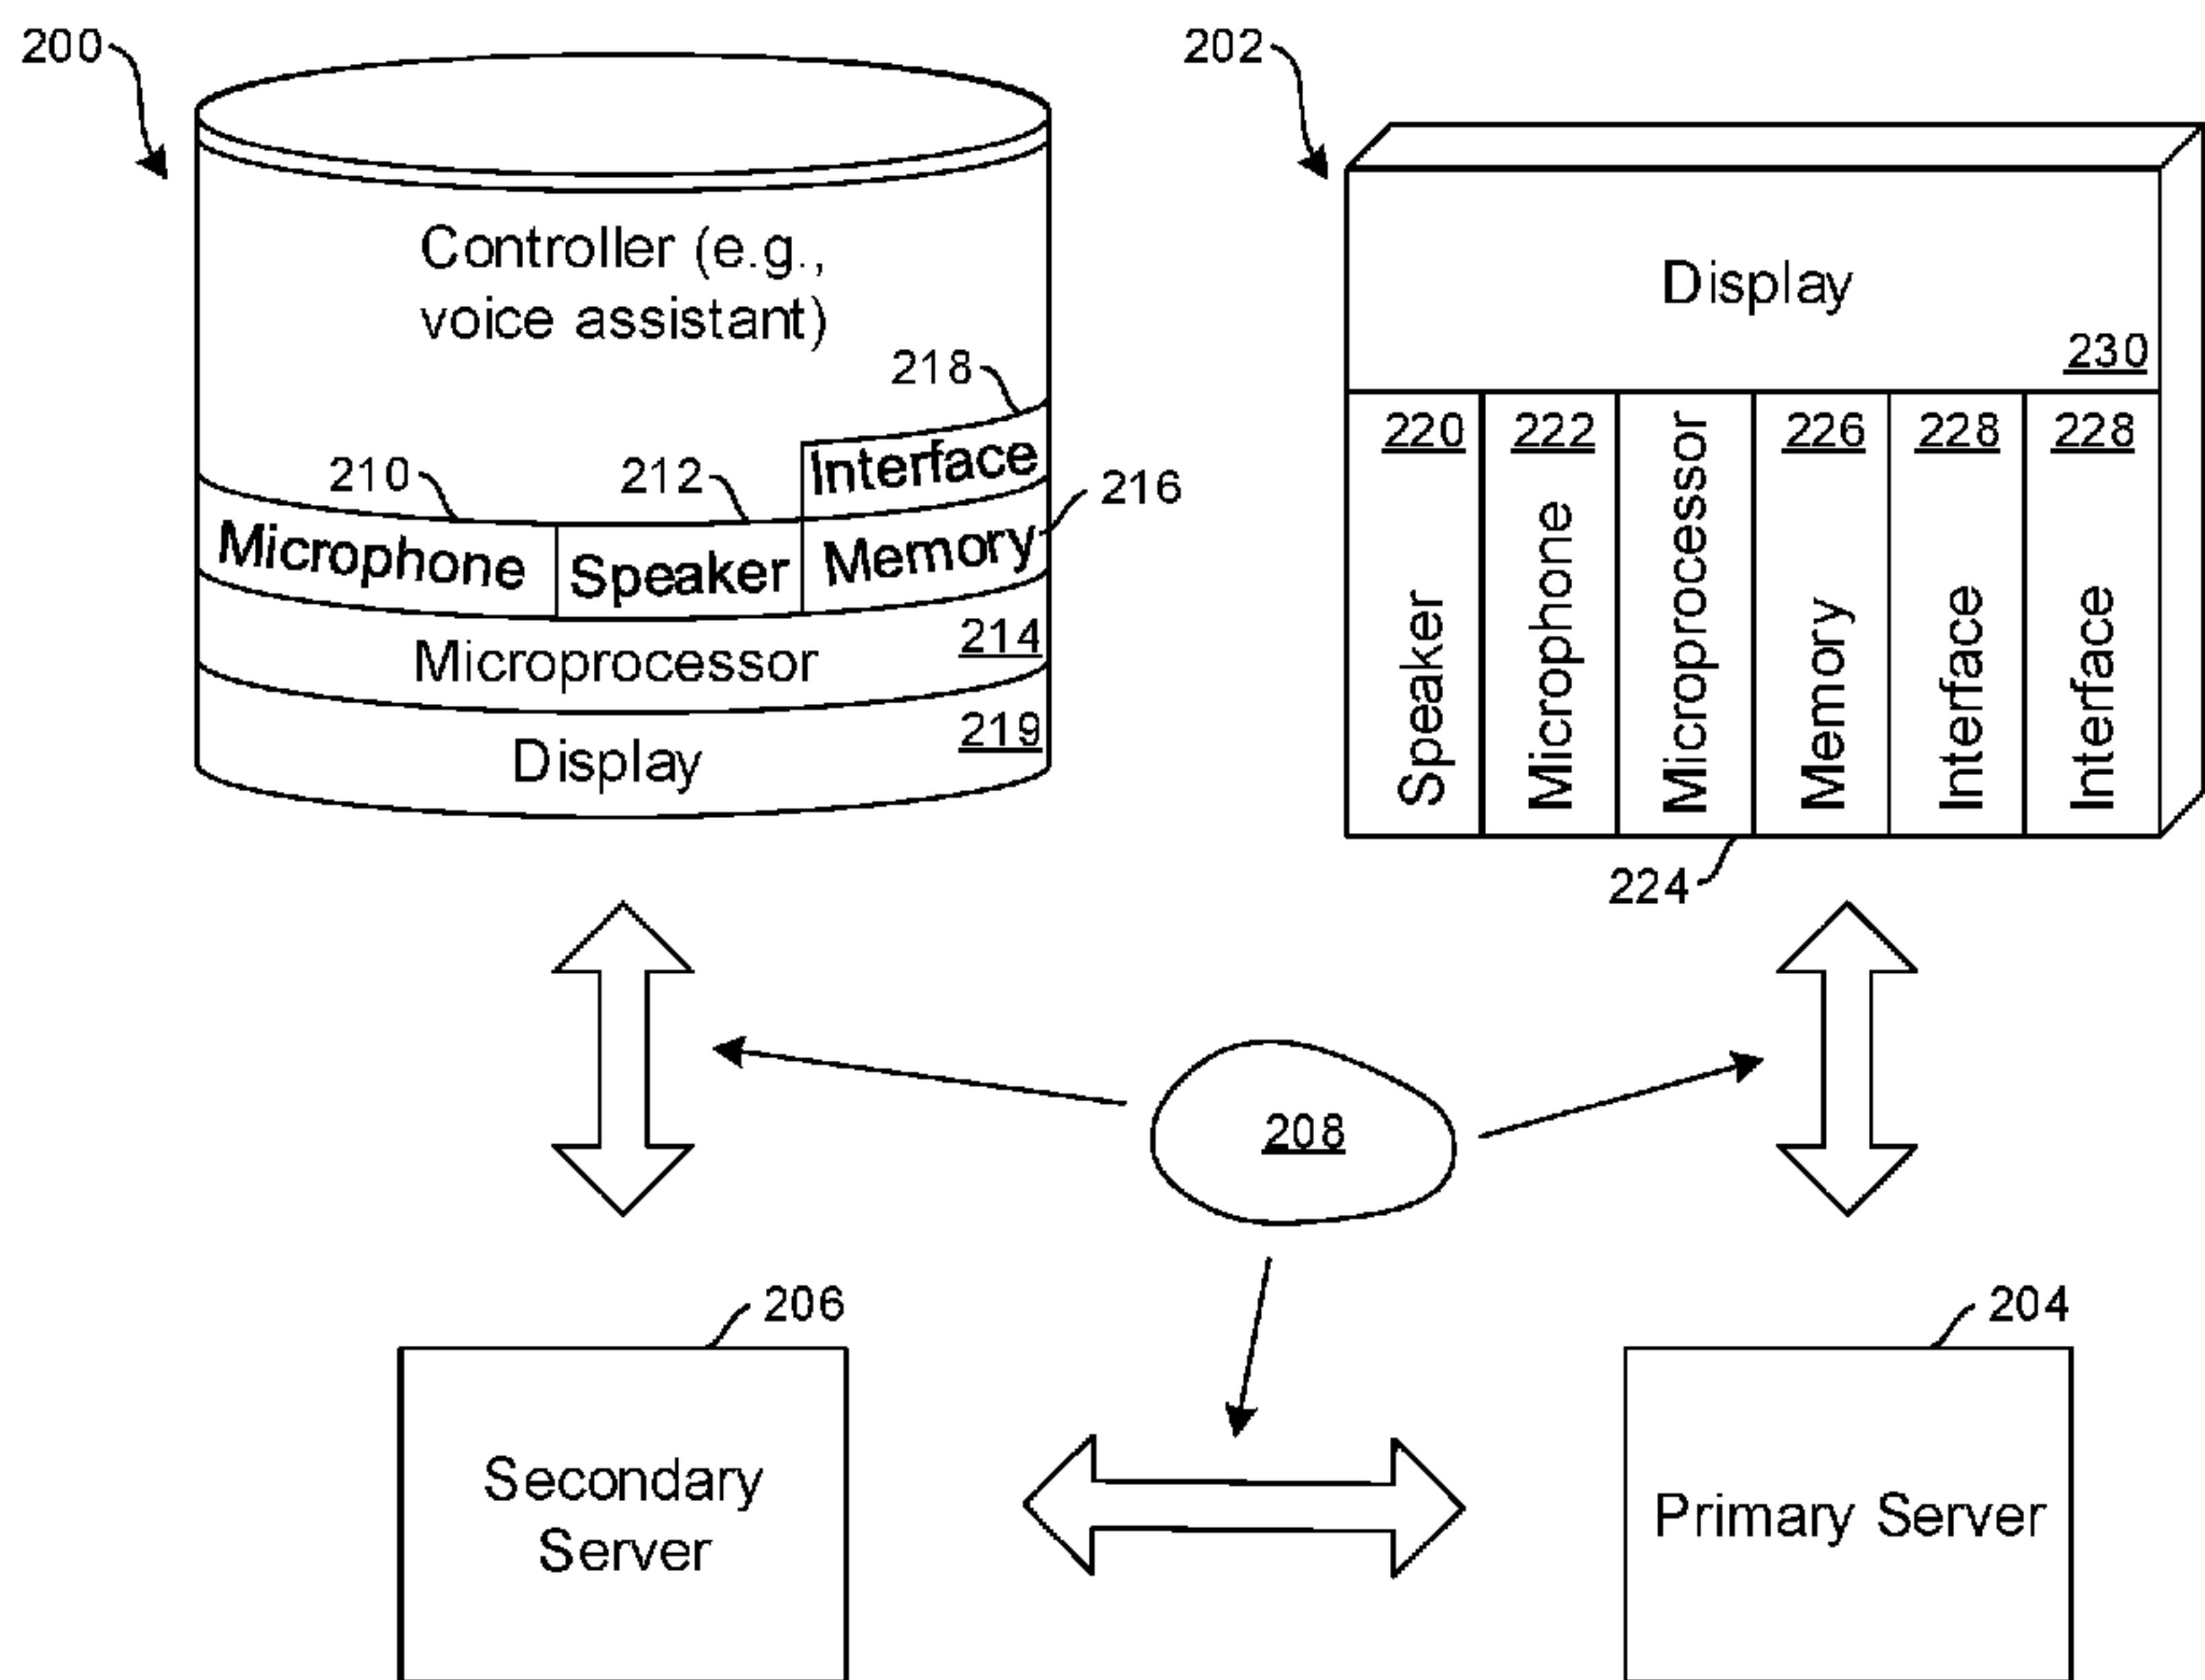 200
202
Controller (e.g.,
voice assistant)
218
210
212
Interface
216
Microphone
Speaker
Memory
214
Microprocessor
219
Display
Display
230
220
222
226
228
228
Speaker
Microphone
Microprocessor
Memory
Interface
Interface
224
208
206
204
Secondary
Server
Primary Server